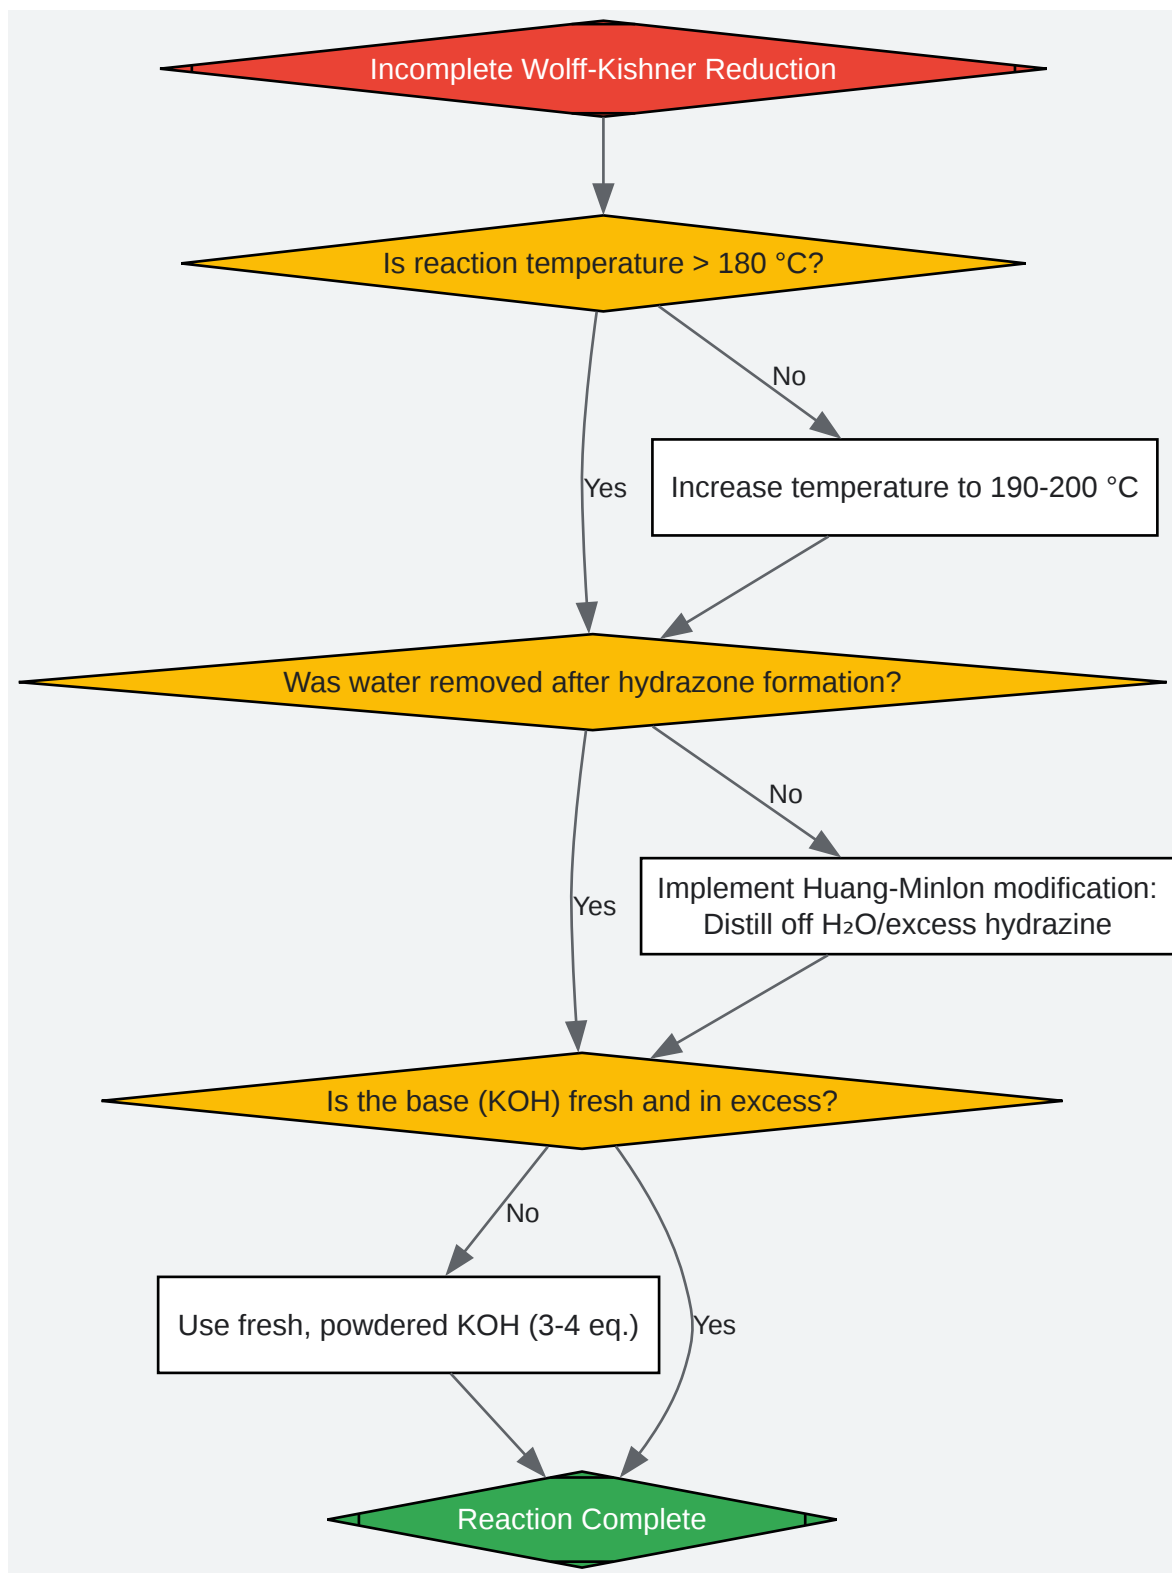 Incomplete Wolff-Kishner Reduction
Is reaction temperature > 180 °C?
No
Yes
Increase temperature to 190-200 °C
Was water removed after hydrazone formation?
No
Yes
Implement Huang-Minlon modification:
Distill off H₂O/excess hydrazine
Is the base (KOH) fresh and in excess?
No
Use fresh, powdered KOH (3-4 eq.)
Yes
Reaction Complete